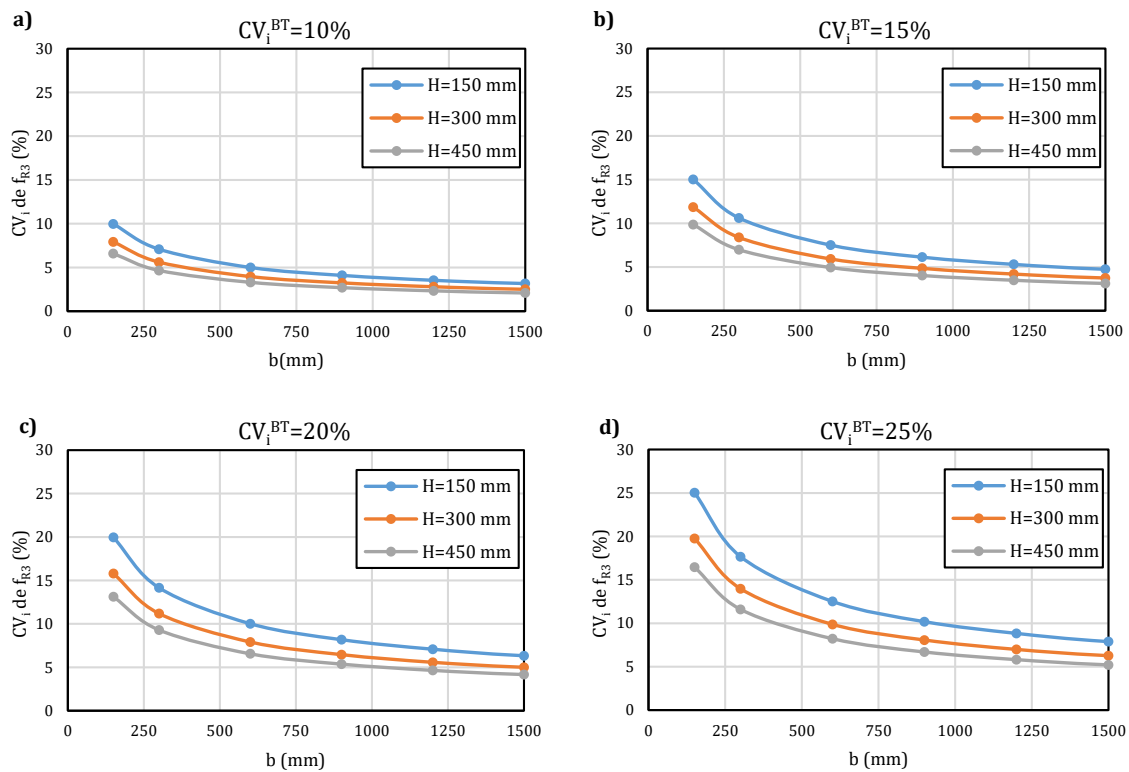 a)
CV_i^BT=10%
30
25
20
15
10
5
0
CV_i de f_R3 (%)
H=150 mm
H=300 mm
H=450 mm
0 250 500 750 1000 1250 1500
b(mm)
b)
CV_i^BT=15%
30
25
20
15
10
5
0
CV_i de f_R3 (%)
H=150 mm
H=300 mm
H=450 mm
0 250 500 750 1000 1250 1500
b (mm)
c)
CV_i^BT=20%
30
25
20
15
10
5
0
CV_i de f_R3 (%)
H=150 mm
H=300 mm
H=450 mm
0 250 500 750 1000 1250 1500
b (mm)
d)
CV_i^BT=25%
30
25
20
15
10
5
0
CV_i de f_R3 (%)
H=150 mm
H=300 mm
H=450 mm
0 250 500 750 1000 1250 1500
b (mm)